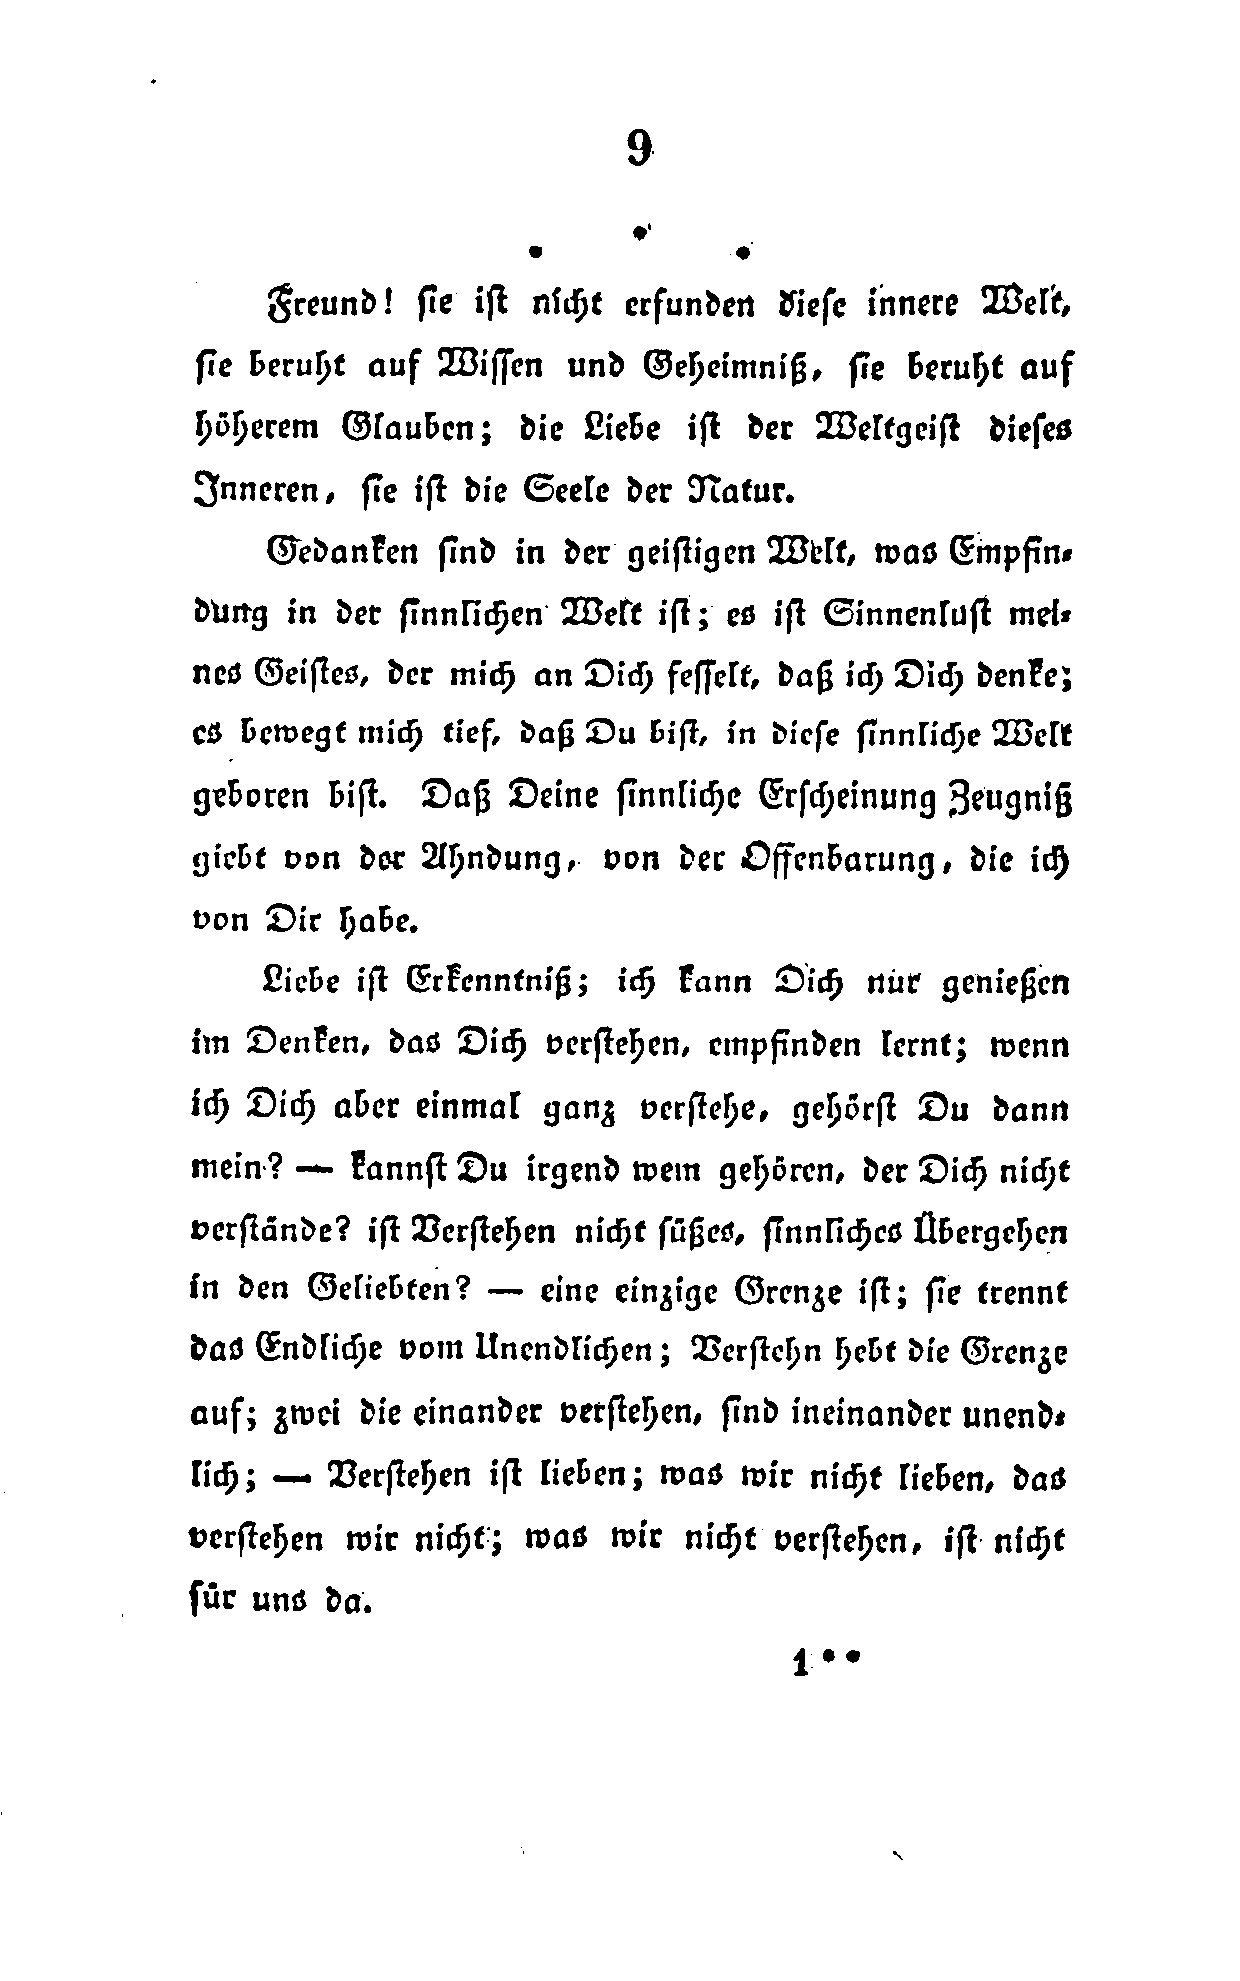 9
Freund! ſie iſt nicht erfunden dieſe innere Welt,
ſie beruht auf Wiſſen und Geheimniß, ſie beruht auf
höherem Glauben; die Liebe iſt der Weltgeiſt dieſes
Inneren, ſie iſt die Seele der Natur.
Gedanken ſind in der geiſtigen Welt, was Empfin⸗
dung in der ſinnlichen Welt iſt; es iſt Sinnenluſt mei⸗
nes Geiſtes, der mich an Dich feſſelt, daß ich Dich denke;
es bewegt mich tief, daß Du biſt, in dieſe ſinnliche Welt
geboren biſt. Daß Deine ſinnliche Erſcheinung Zeugniß
giebt von der Ahndung, von der Offenbarung, die ich
von Dir habe.
Liebe iſt Erkenntniß; ich kann Dich nur genießen
im Denken, das Dich verſtehen, empfinden lernt; wenn
ich Dich aber einmal ganz verſtehe, gehörſt Du dann
mein? — kannſt Du irgend wem gehören, der Dich nicht
verſtände? iſt Verſtehen nicht ſüßes, ſinnliches Übergehen
in den Geliebten? — eine einzige Grenze iſt; ſie trennt
das Endliche vom Unendlichen; Verſtehn hebt die Grenze
auf; zwei die einander verſtehen, ſind ineinander unend⸗
lich; — Verſtehen iſt lieben; was wir nicht lieben, das
verſtehen wir nicht; was wir nicht verſtehen, iſt nicht
für uns da.
1**